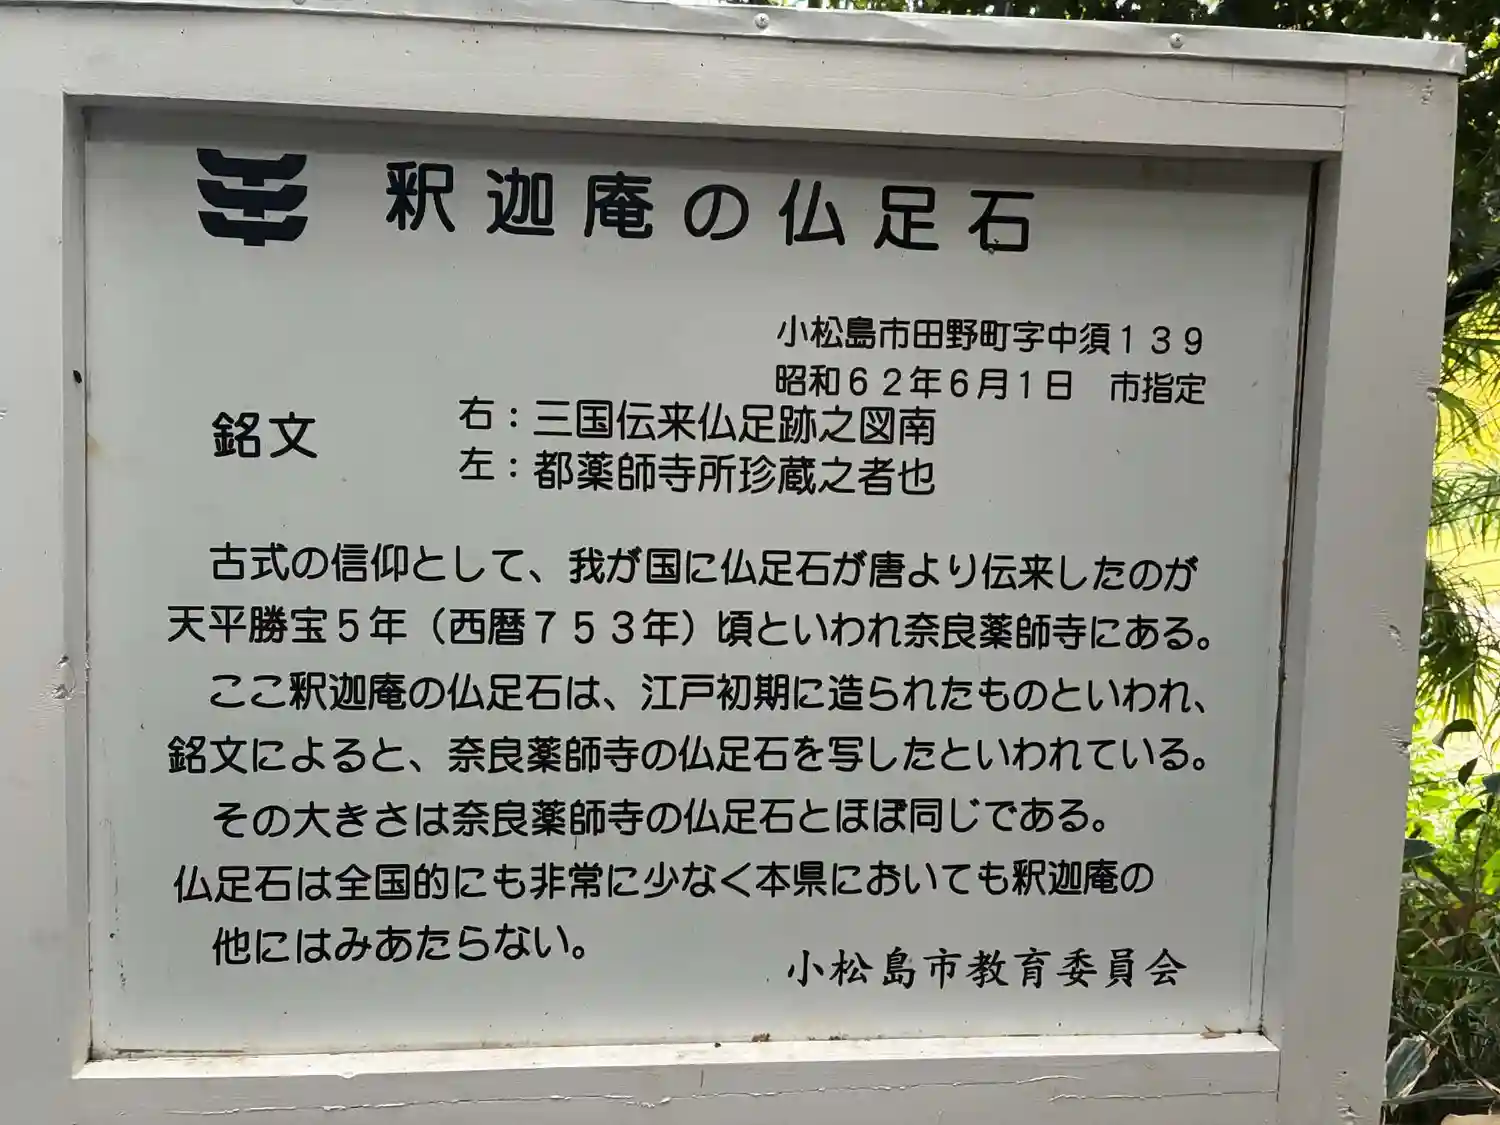 釈迦庵の仏足石
小松島市田野町字中須139
昭和62年6月1日　市指定
銘文
右：三国伝来仏足跡之図南
左：都薬師寺所珍蔵之者也
古式の信仰として、我が国に仏足石が唐より伝来したのが
天平勝宝5年（西暦753年）頃といわれ奈良薬師寺にある。
ここ釈迦庵の仏足石は、江戸初期に造られたものといわれ、
銘文によると、奈良薬師寺の仏足石を写したといわれている。
その大きさは奈良薬師寺の仏足石とほぼ同じである。
仏足石は全国的にも非常に少なく本県においても釈迦庵の
他にはみあたらない。
小松島市教育委員会